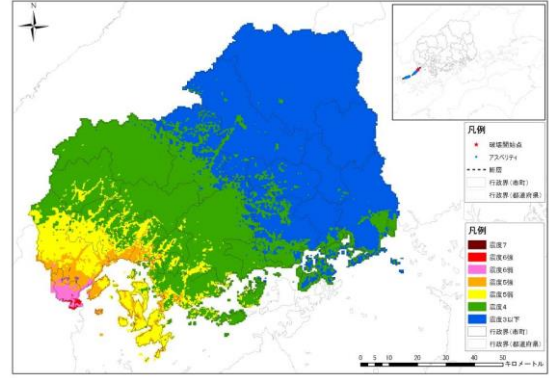 N
凡例
破壊開始点
アスペリティ
断層
行政界(市町)
行政界(都道府県)
凡例
震度7
震度6強
震度6弱
震度5強
震度5弱
震度4
震度3以下
行政界(市町)
行政界(都道府県)
0 5 10 20 30 40 50
キロメートル